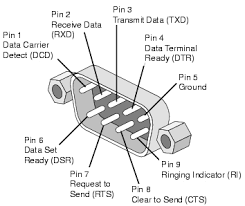 Pin 3
Transmit Data (TXD)
Pin 2
Receive Data
(RXD)
Pin 1
Data Carrier
Detect (DCD)
Pin 4
Data Terminal
Ready (DTR)
Pin 5
Ground
Pin 6
Data Set
Ready (DSR)
Pin 7
Request to
Send (RTS)
Pin 8
Clear to Send (CTS)
Pin 9
Ringing Indicator (RI)